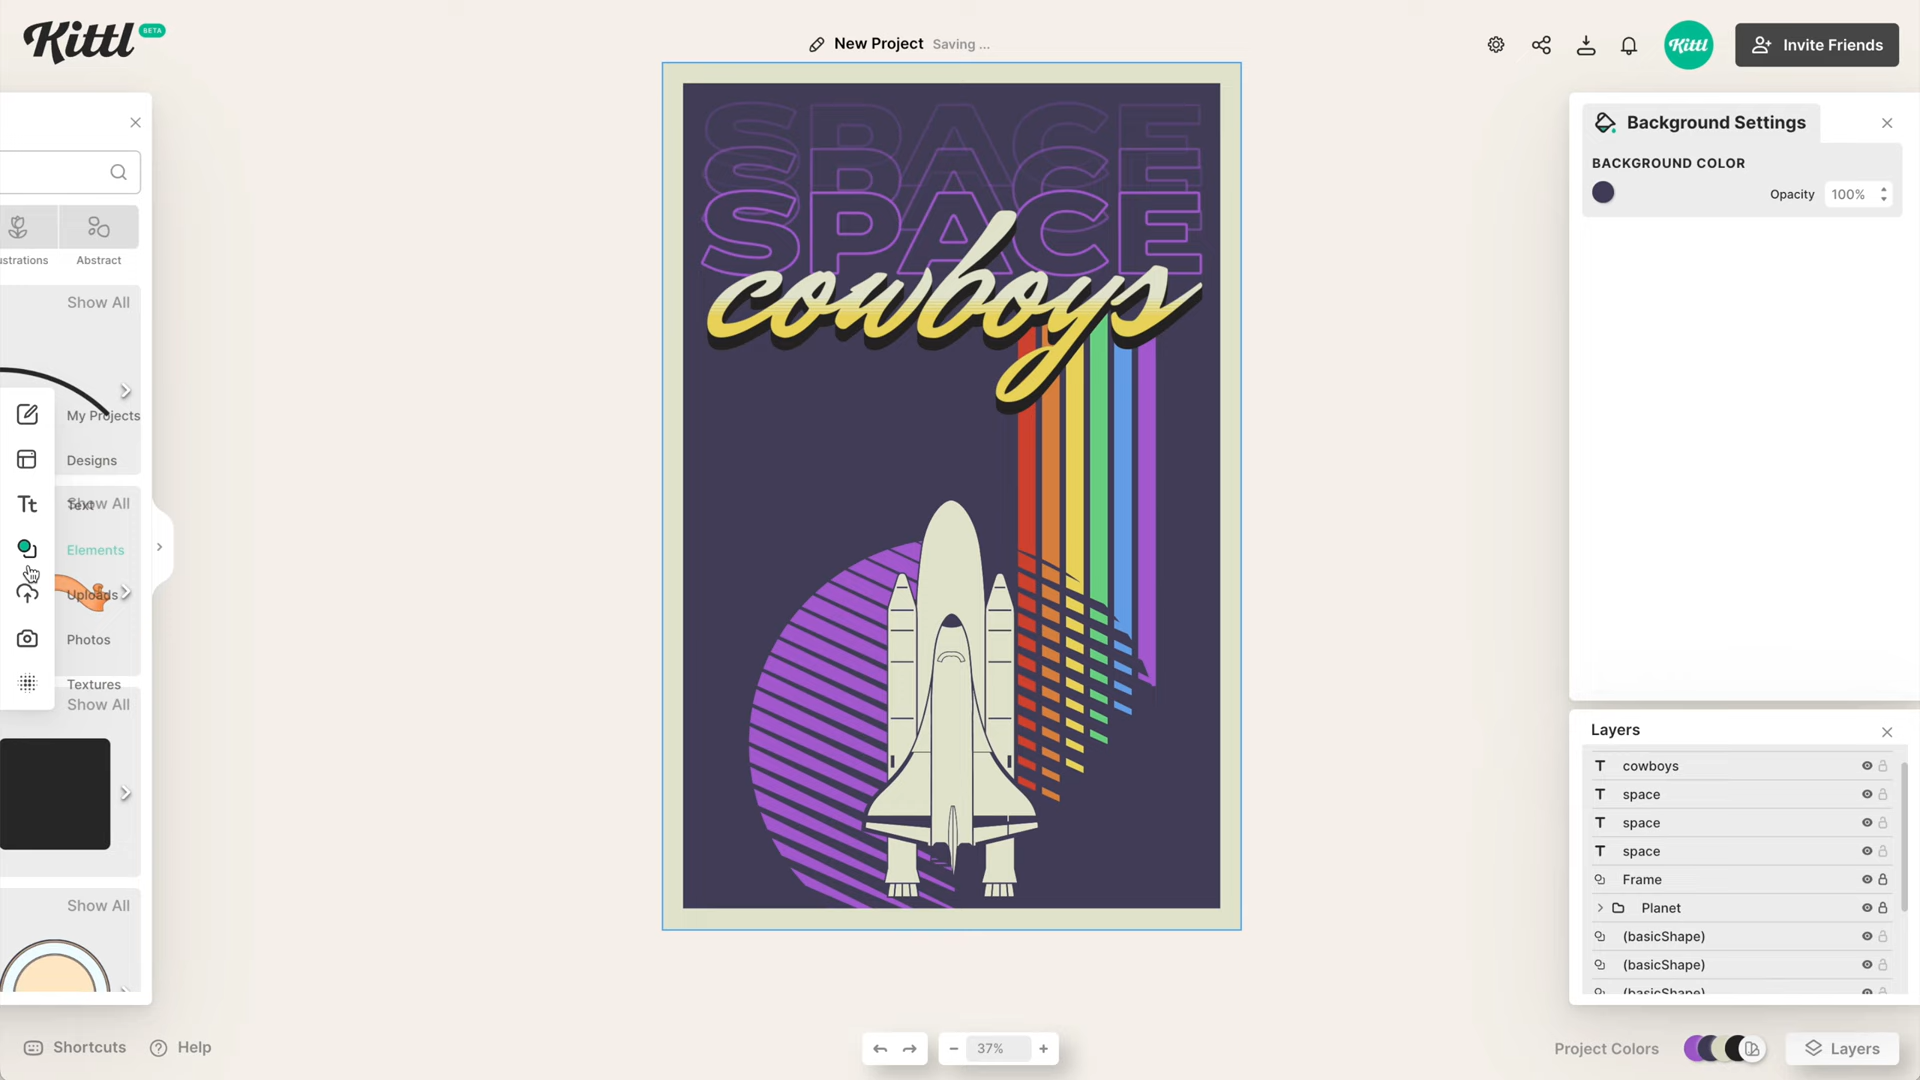 Kittl BETA
New Project Saving ...
Kittl
Invite Friends
SPACE
SPACE
SPACE
cowboys
ustrations
Abstract
Show All
My Projects
Designs
Show All
Text
Elements
Uploads
Photos
Textures
Show All
Show All
Background Settings
BACKGROUND COLOR
Opacity 100%
Layers
T cowboys
T space
T space
T space
Frame
Planet
(basicShape)
(basicShape)
(basicShape)
Shortcuts
Help
37%
Project Colors
Layers